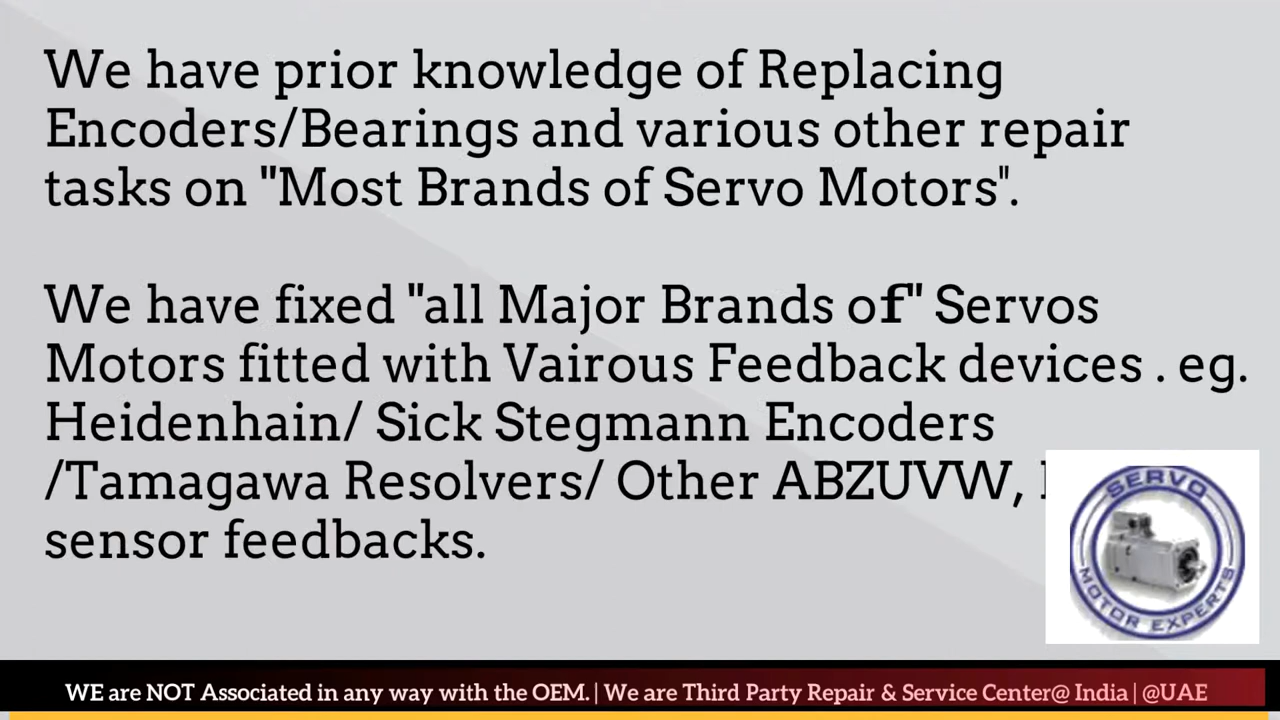 We have prior knowledge of Replacing
Encoders/Bearings and various other repair
tasks on "Most Brands of Servo Motors".
We have fixed "all Major Brands of" Servos
Motors fitted with Vairous Feedback devices . eg.
Heidenhain/ Sick Stegmann Encoders
/Tamagawa Resolvers/ Other ABZUVW,
sensor feedbacks.
SERVO
MOTOR EXPERTS
WE are NOT Associated in any way with the OEM. | We are Third Party Repair & Service Center@ India | @UAE